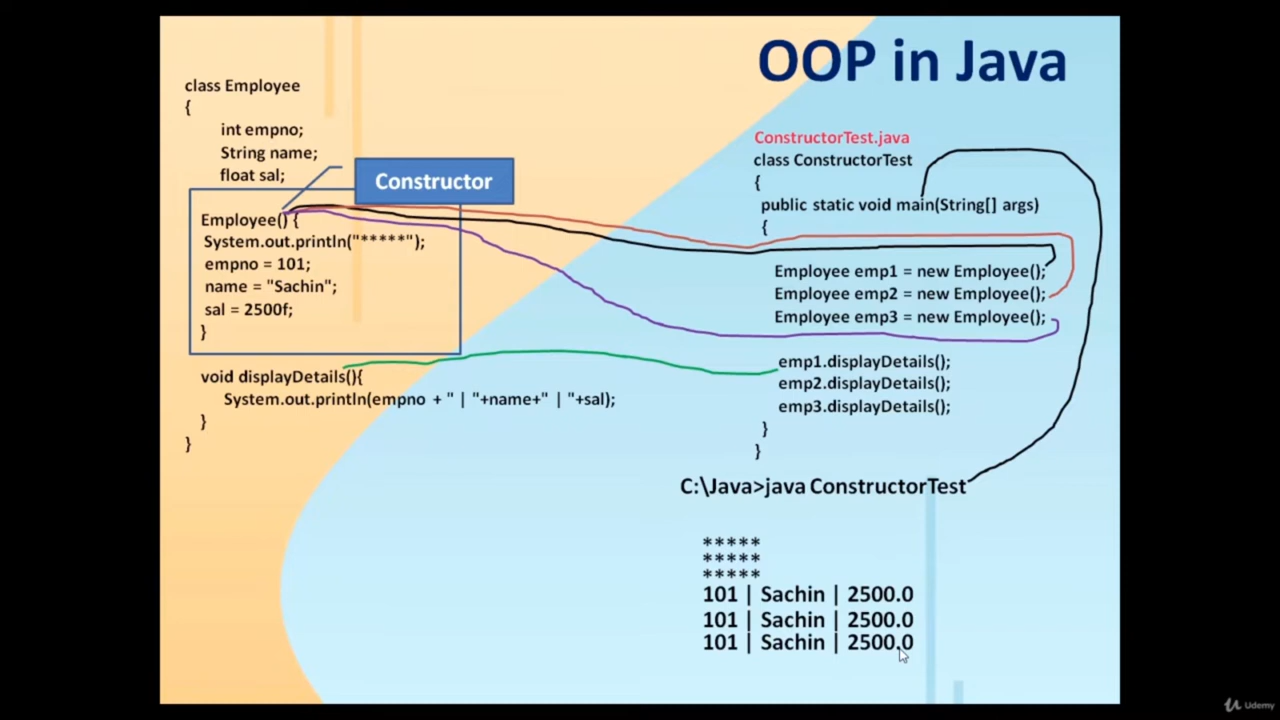 OOP in Java
class Employee
{
int empno;
String name;
float sal;
Constructor
Employee() {
System.out.println("*****");
empno = 101;
name = "Sachin";
sal = 2500f;
}
void displayDetails(){
System.out.println(empno + " | "+name+" | "+sal);
}
}
ConstructorTest.java
class ConstructorTest
{
public static void main(String[] args)
{
Employee emp1 = new Employee();
Employee emp2 = new Employee();
Employee emp3 = new Employee();
emp1.displayDetails();
emp2.displayDetails();
emp3.displayDetails();
}
}
C:\Java>java ConstructorTest
*****
*****
*****
101 | Sachin | 2500.0
101 | Sachin | 2500.0
101 | Sachin | 2500.0
Udemy